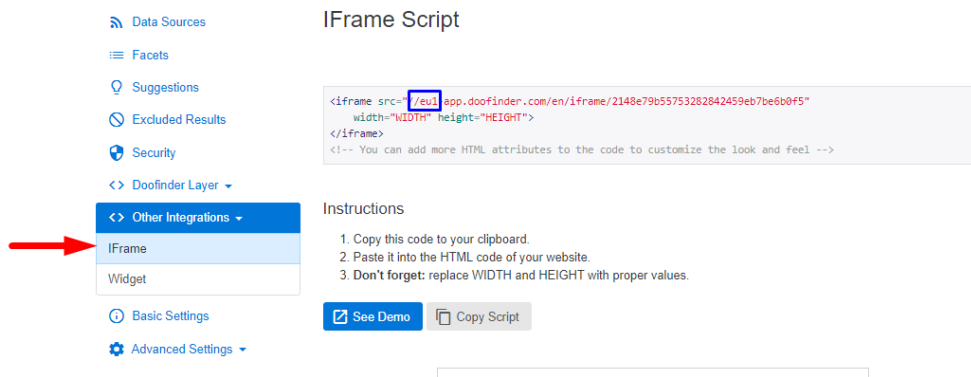 Data Sources
Facets
Suggestions
Excluded Results
Security
<> Doofinder Layer
<> Other Integrations
IFrame
Widget
Basic Settings
Advanced Settings
IFrame Script
<iframe src="//eu1-app.doofinder.com/en/iframe/2148e79b55753282842459eb7be6b0f5"
width="WIDTH" height="HEIGHT">
</iframe>
<!-- You can add more HTML attributes to the code to customize the look and feel -->
Instructions
1. Copy this code to your clipboard.
2. Paste it into the HTML code of your website.
3. Don't forget: replace WIDTH and HEIGHT with proper values.
See Demo
Copy Script